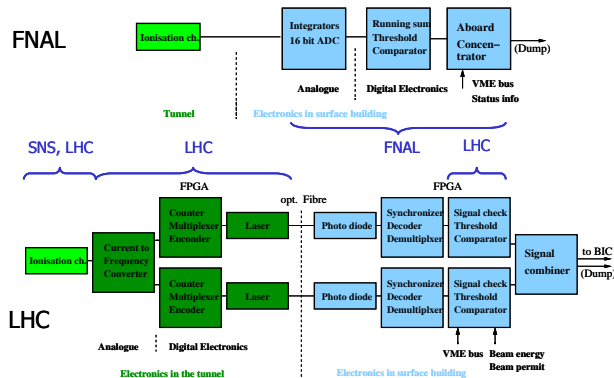 FNAL
Ionisation ch.
Integrators
16 bit ADC
Running sum
Threshold
Comparator
Aboard
Concen-
trator
(Dump)
Analogue
Digital Electronics
VME bus
Status info
Tunnel
Electronics in surface building
SNS, LHC
LHC
FNAL
LHC
FPGA
opt. Fibre
FPGA
Counter
Multiplexer
Enconder
Laser
Photo diode
Synchronizer
Decoder
Demultiplxer
Signal check
Threshold
Comparator
Ionisation ch.
Current to
Frequency
Converter
Signal
combiner
to BIC
(Dump)
Counter
Multiplexer
Encoder
Laser
Photo diode
Synchronizer
Decoder
Demultiplxer
Signal check
Threshold
Comparator
LHC
Analogue
Digital Electronics
VME bus
Beam energy
Beam permit
Electronics in the tunnel
Electronics in surface building